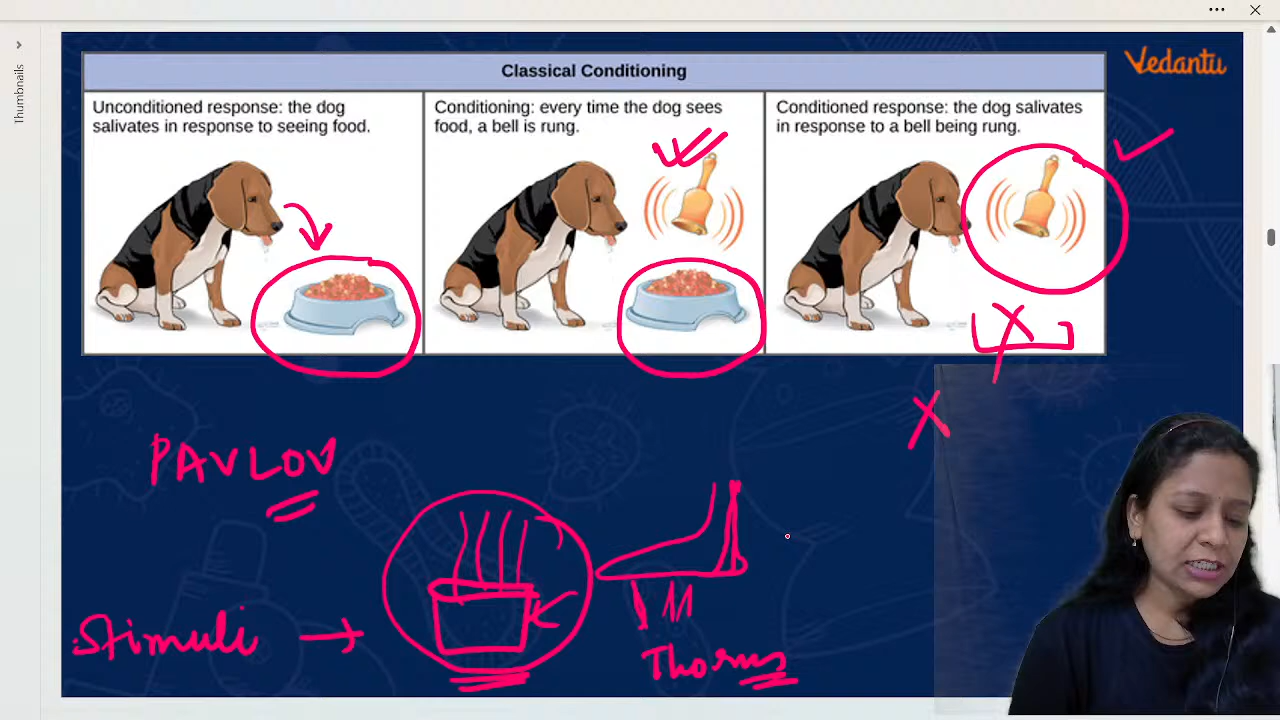 Thumbnails
Vedantu
Classical Conditioning
Unconditioned response: the dog
salivates in response to seeing food.
Conditioning: every time the dog sees
food, a bell is rung.
Conditioned response: the dog salivates
in response to a bell being rung.
PAVLOV
Stimuli →
Thorns